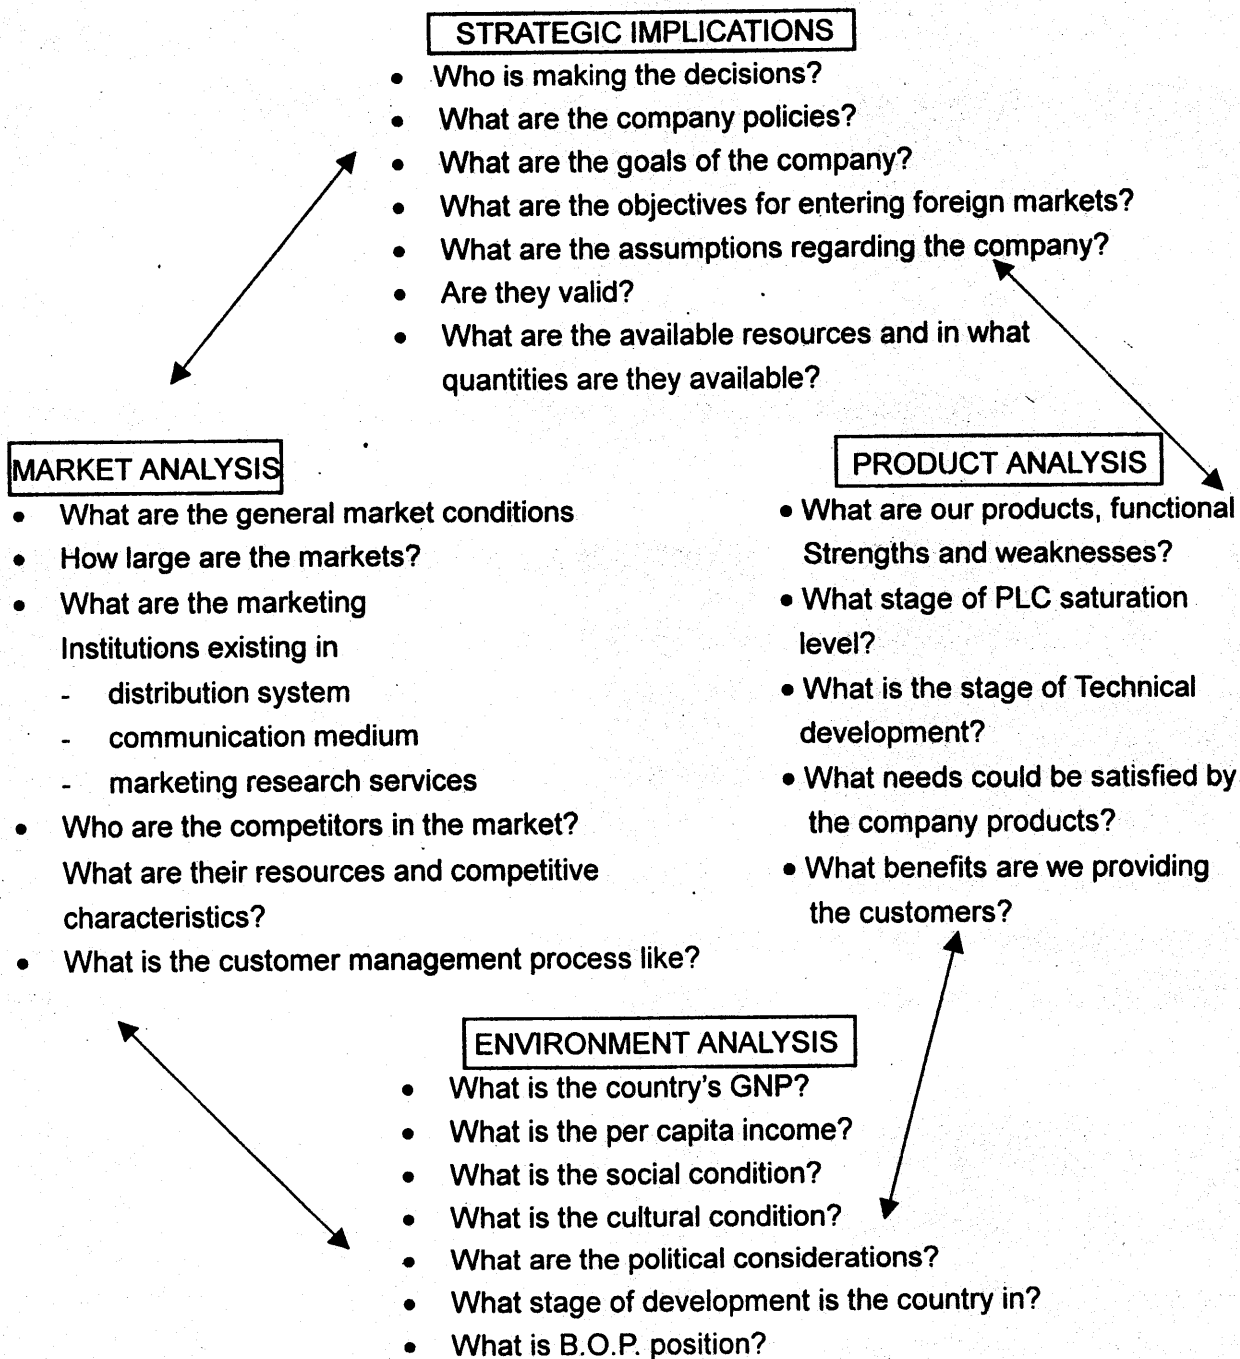 STRATEGIC IMPLICATIONS
• Who is making the decisions?
• What are the company policies?
• What are the goals of the company?
• What are the objectives for entering foreign markets?
• What are the assumptions regarding the company?
• Are they valid?
• What are the available resources and in what
quantities are they available?
MARKET ANALYSIS
• What are the general market conditions
• How large are the markets?
• What are the marketing
Institutions existing in
- distribution system
- communication medium
- marketing research services
• Who are the competitors in the market?
What are their resources and competitive
characteristics?
• What is the customer management process like?
PRODUCT ANALYSIS
• What are our products, functional
Strengths and weaknesses?
• What stage of PLC saturation
level?
• What is the stage of Technical
development?
• What needs could be satisfied by
the company products?
• What benefits are we providing
the customers?
ENVIRONMENT ANALYSIS
• What is the country's GNP?
• What is the per capita income?
• What is the social condition?
• What is the cultural condition?
• What are the political considerations?
• What stage of development is the country in?
• What is B.O.P. position?